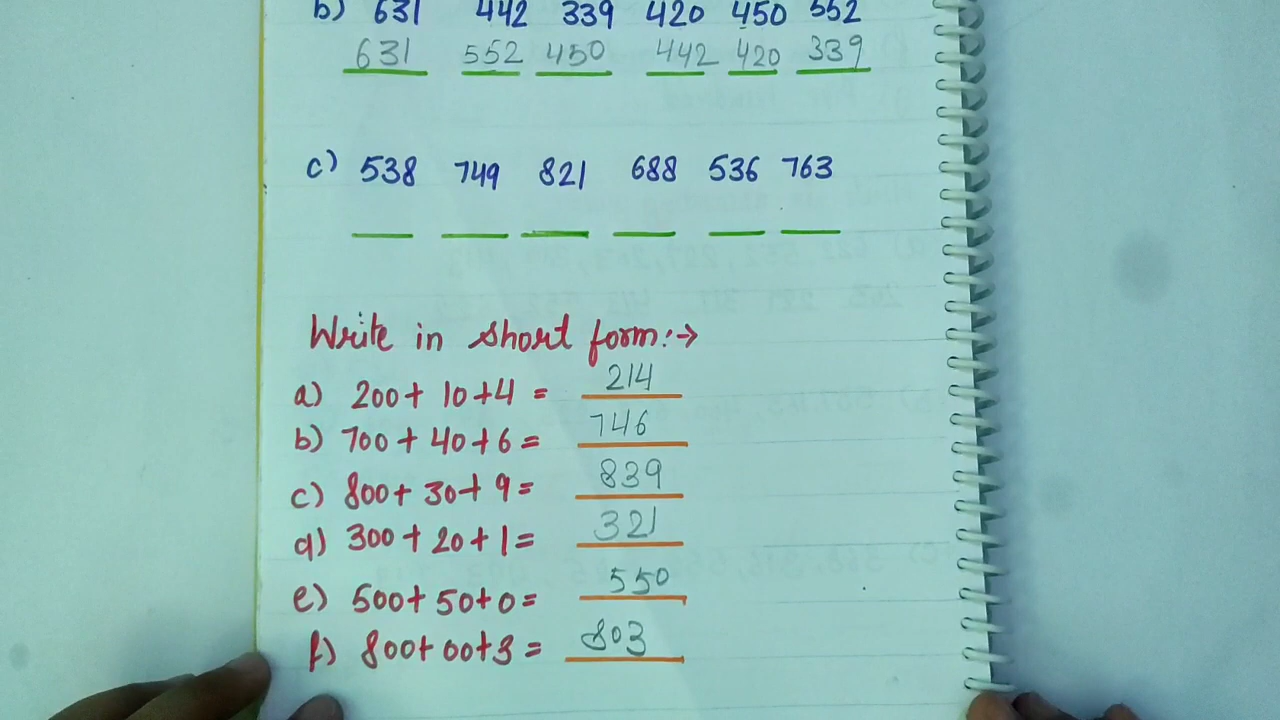 b) 631 442 339 420 450 552
631 552 450 442 420 339
c) 538 749 821 688 536 763
Write in short form:→
a) 200 + 10 + 4 = 214
b) 700 + 40 + 6 = 746
c) 800 + 30 + 9 = 839
d) 300 + 20 + 1 = 321
e) 500 + 50 + 0 = 550
f) 800 + 00 + 3 = 803